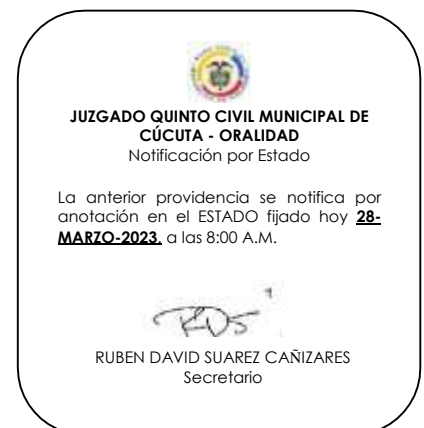 JUZGADO QUINTO CIVIL MUNICIPAL DE
CÚCUTA - ORALIDAD
Notificación por Estado
La anterior providencia se notifica por
anotación en el ESTADO fijado hoy 28-
MARZO-2023, a las 8:00 A.M.
RUBEN DAVID SUAREZ CAÑIZARES
Secretario